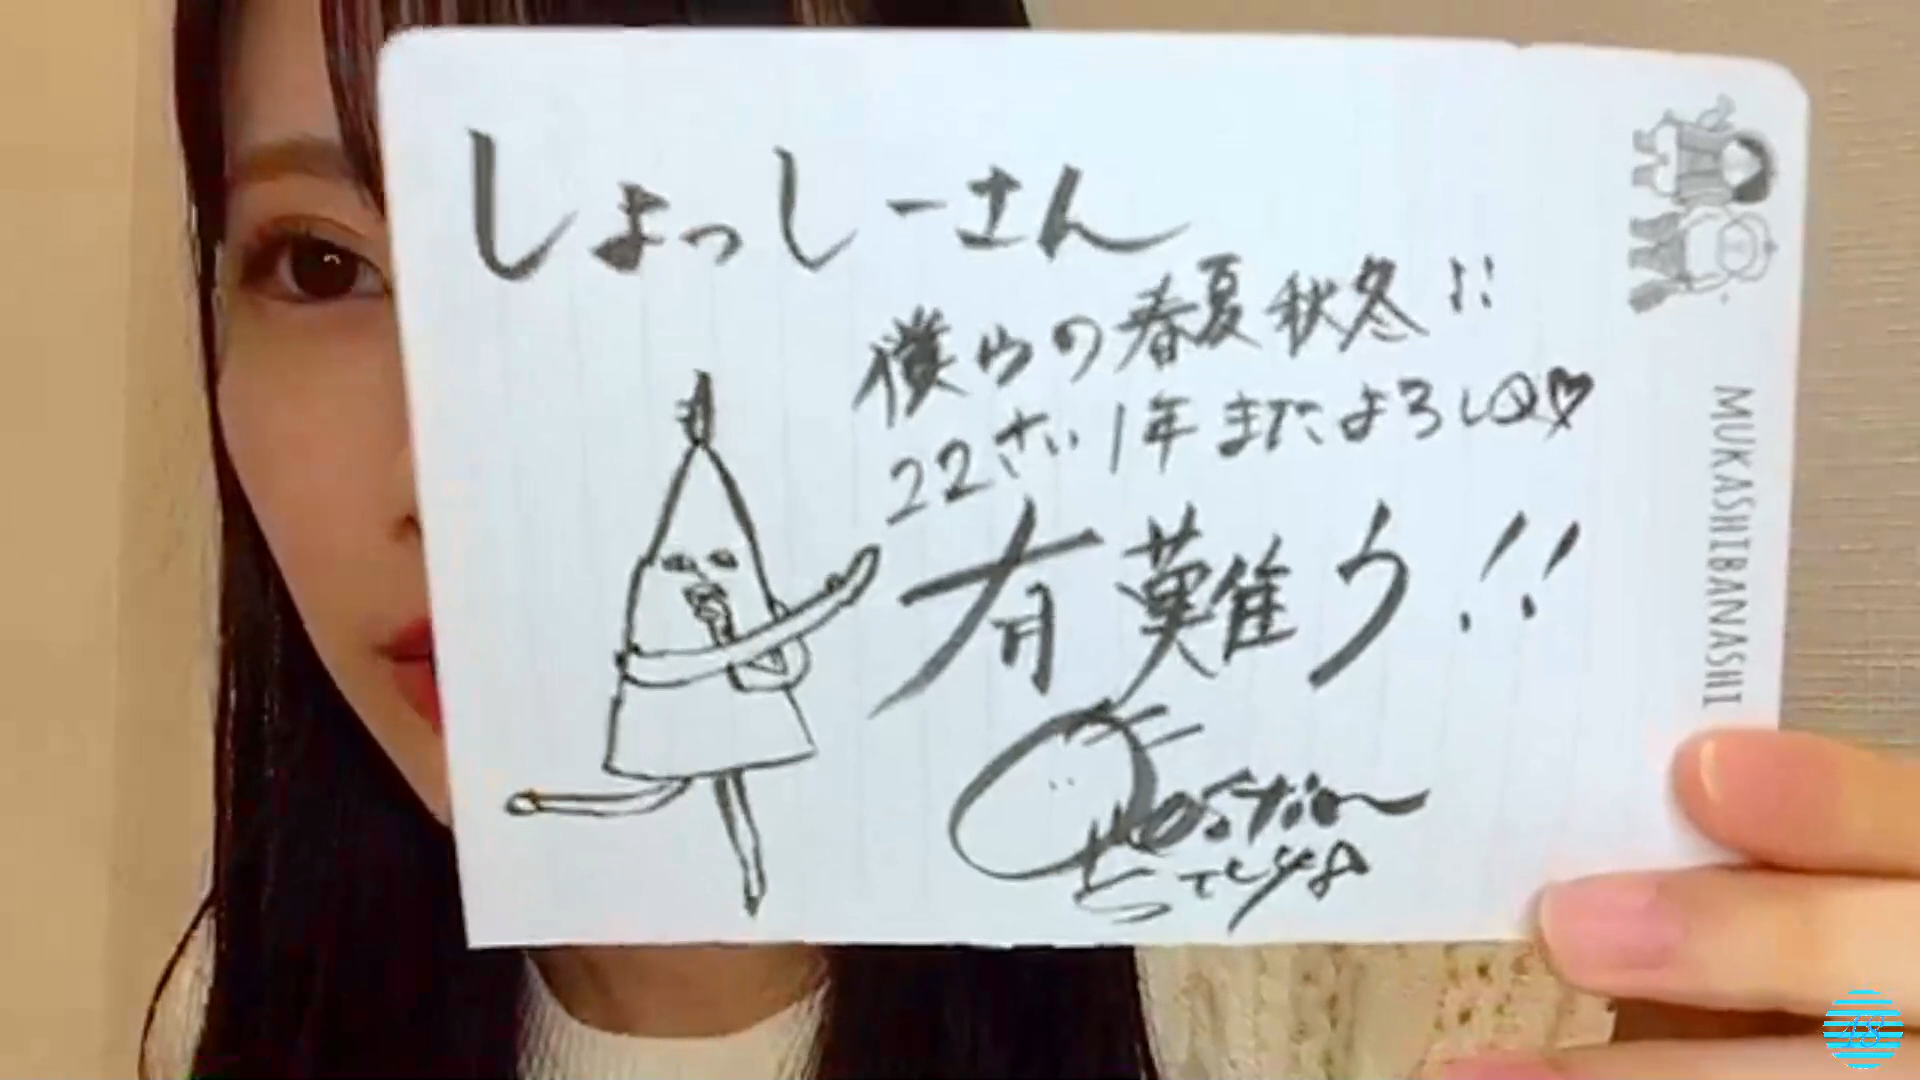 しょっしーさん
僕らの春夏秋冬!!
22さい1年またよろしQ♡
有難う!!
Question
MUKASHIBANASHI